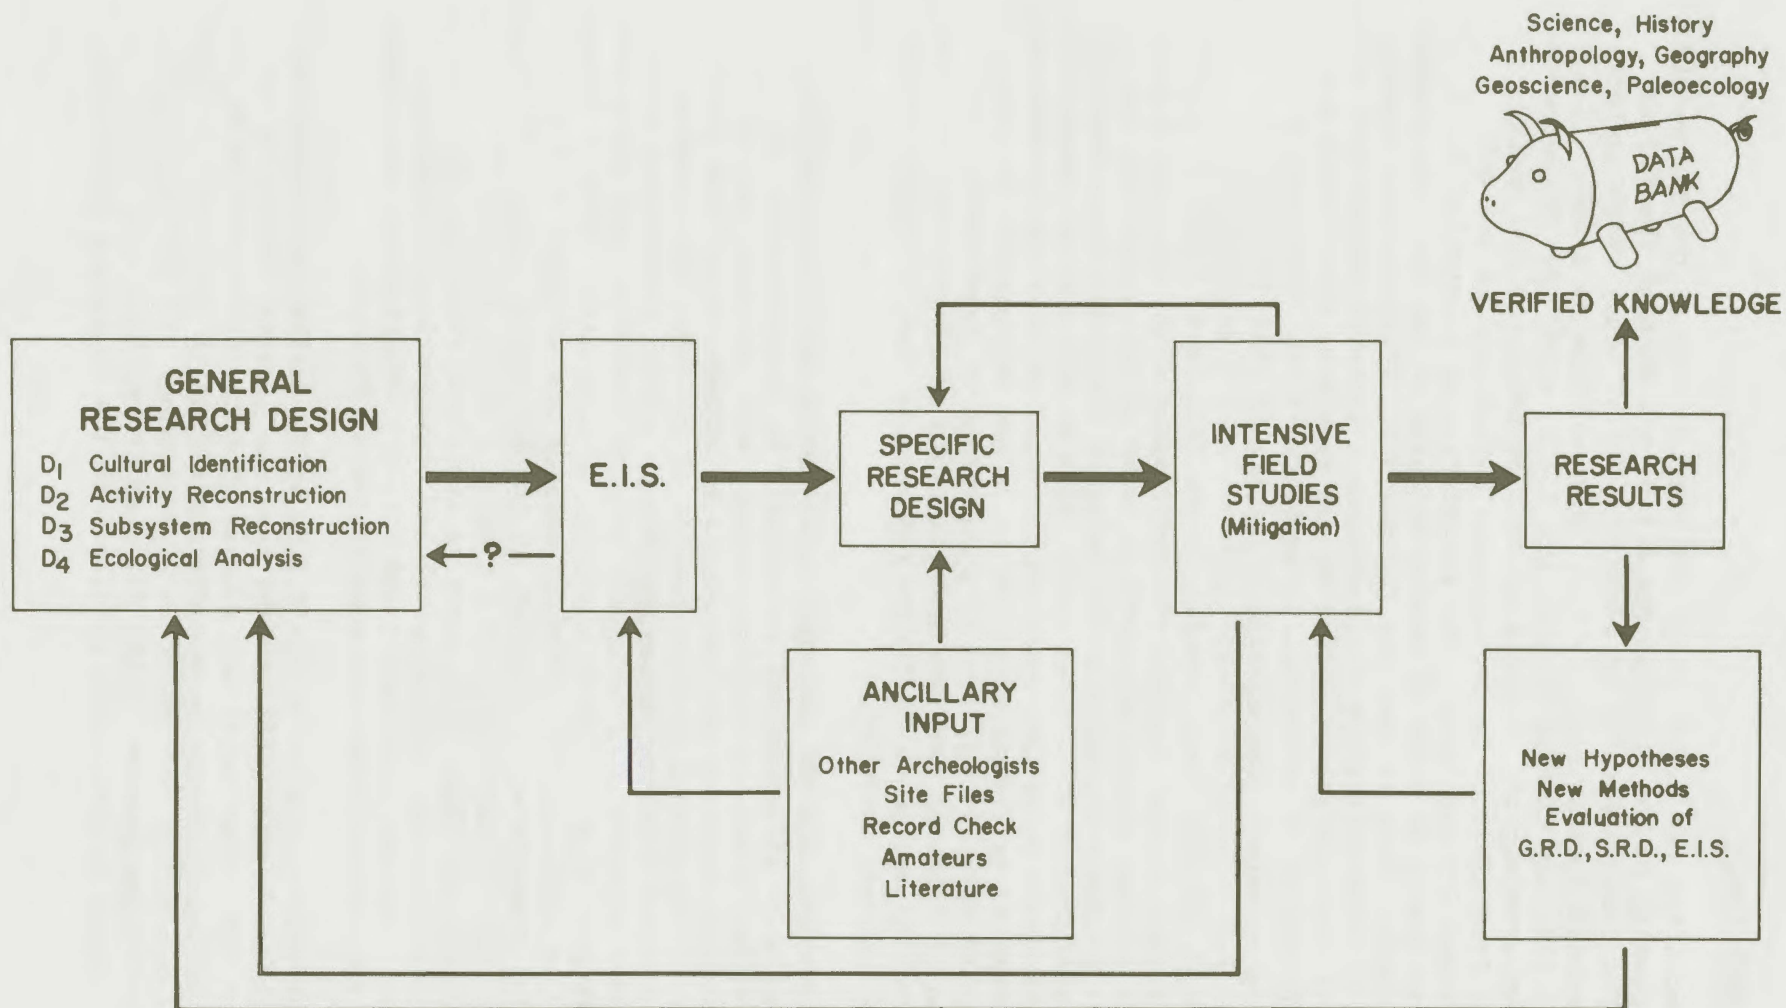 Science, History
Anthropology, Geography
Geoscience, Paleoecology
DATA
BANK
VERIFIED KNOWLEDGE
GENERAL
RESEARCH DESIGN
D1 Cultural Identification
D2 Activity Reconstruction
D3 Subsystem Reconstruction
D4 Ecological Analysis
?
E.I.S.
SPECIFIC
RESEARCH
DESIGN
INTENSIVE
FIELD
STUDIES
(Mitigation)
RESEARCH
RESULTS
ANCILLARY
INPUT
Other Archeologists
Site Files
Record Check
Amateurs
Literature
New Hypotheses
New Methods
Evaluation of
G.R.D., S.R.D., E.I.S.